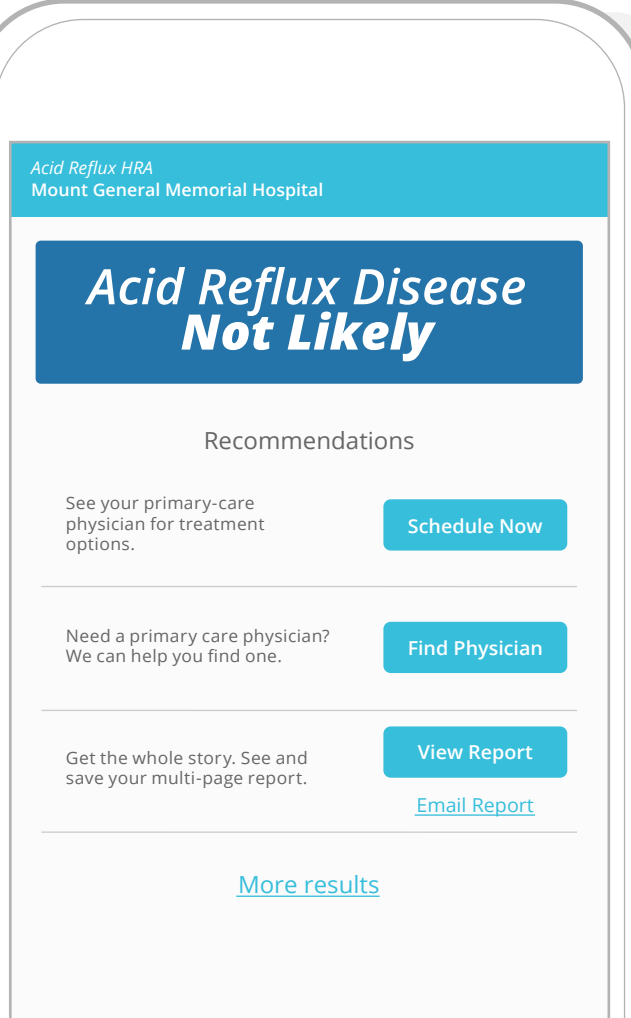 Acid Reflux HRA
Mount General Memorial Hospital
Acid Reflux Disease
Not Likely
Recommendations
See your primary-care
physician for treatment
options.
Schedule Now
Need a primary care physician?
We can help you find one.
Find Physician
Get the whole story. See and
save your multi-page report.
View Report
Email Report
More results